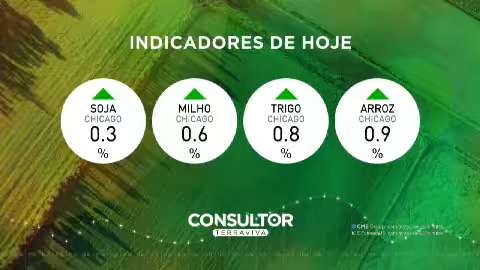 INDICADORES DE HOJE
SOJA
CHICAGO
0.3
%
MILHO
CHICAGO
0.6
%
TRIGO
CHICAGO
0.8
%
ARROZ
CHICAGO
0.9
%
CONSULTOR
TERRAVIVA